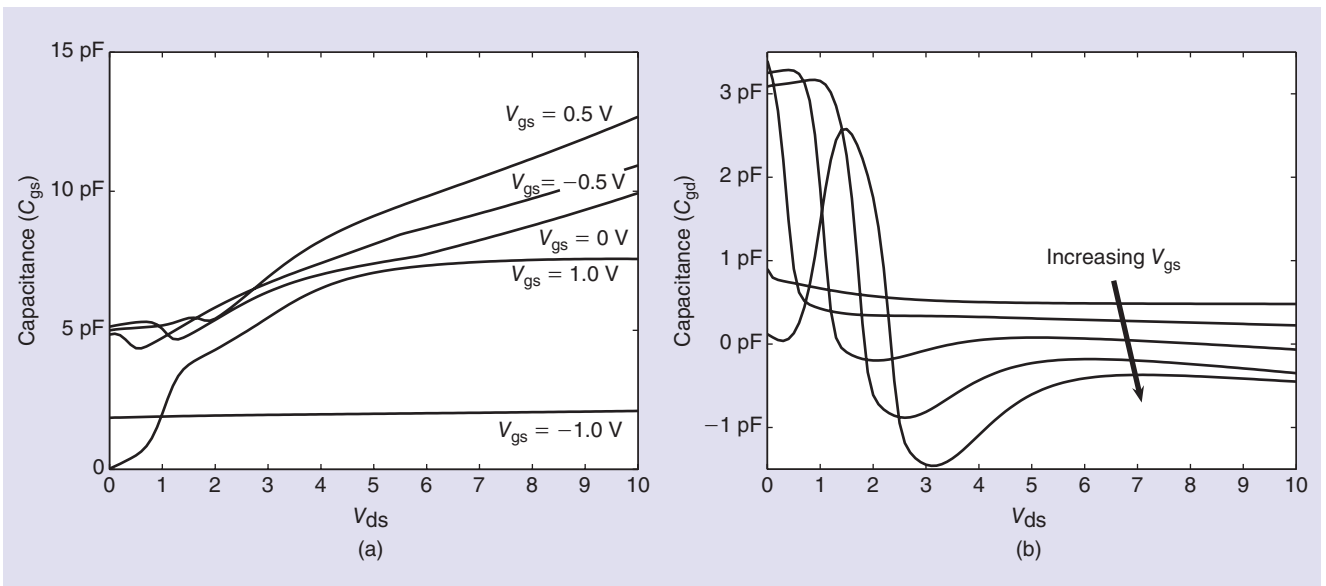 15 pF
10 pF
5 pF
0
Capacitance (Cgs)
Vgs = 0.5 V
Vgs= −0.5 V
Vgs = 0 V
Vgs = 1.0 V
Vgs = −1.0 V
0 1 2 3 4 5 6 7 8 9 10
Vds
(a)
3 pF
2 pF
1 pF
0 pF
−1 pF
Capacitance (Cgd)
Increasing Vgs
0 1 2 3 4 5 6 7 8 9 10
Vds
(b)